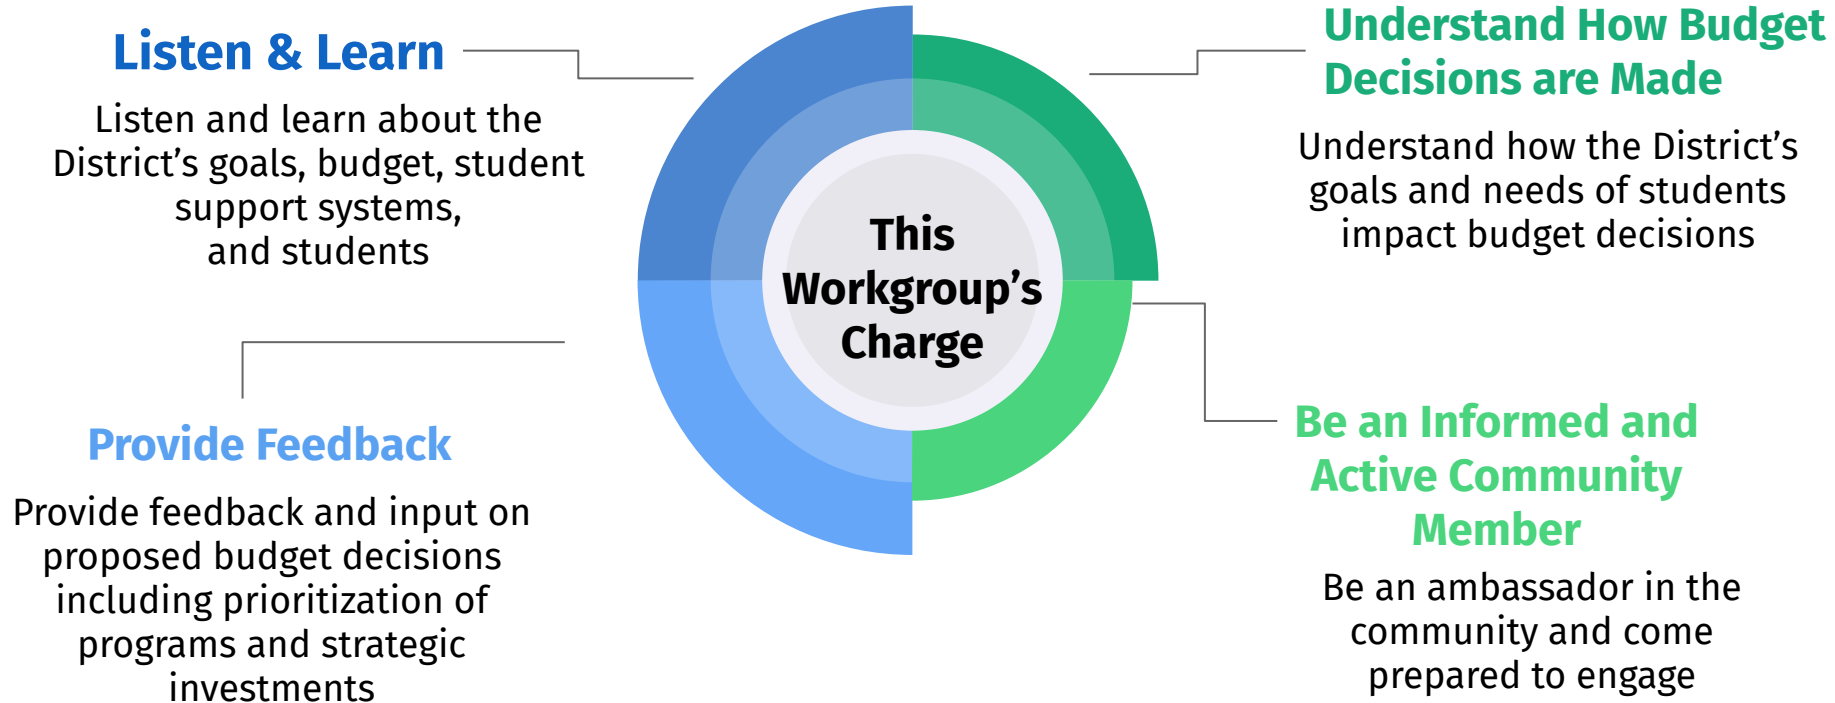 Listen & Learn
Listen and learn about the
District’s goals, budget, student
support systems,
and students
Understand How Budget
Decisions are Made
Understand how the District’s
goals and needs of students
impact budget decisions
This
Workgroup’s
Charge
Provide Feedback
Provide feedback and input on
proposed budget decisions
including prioritization of
programs and strategic
investments
Be an Informed and
Active Community
Member
Be an ambassador in the
community and come
prepared to engage